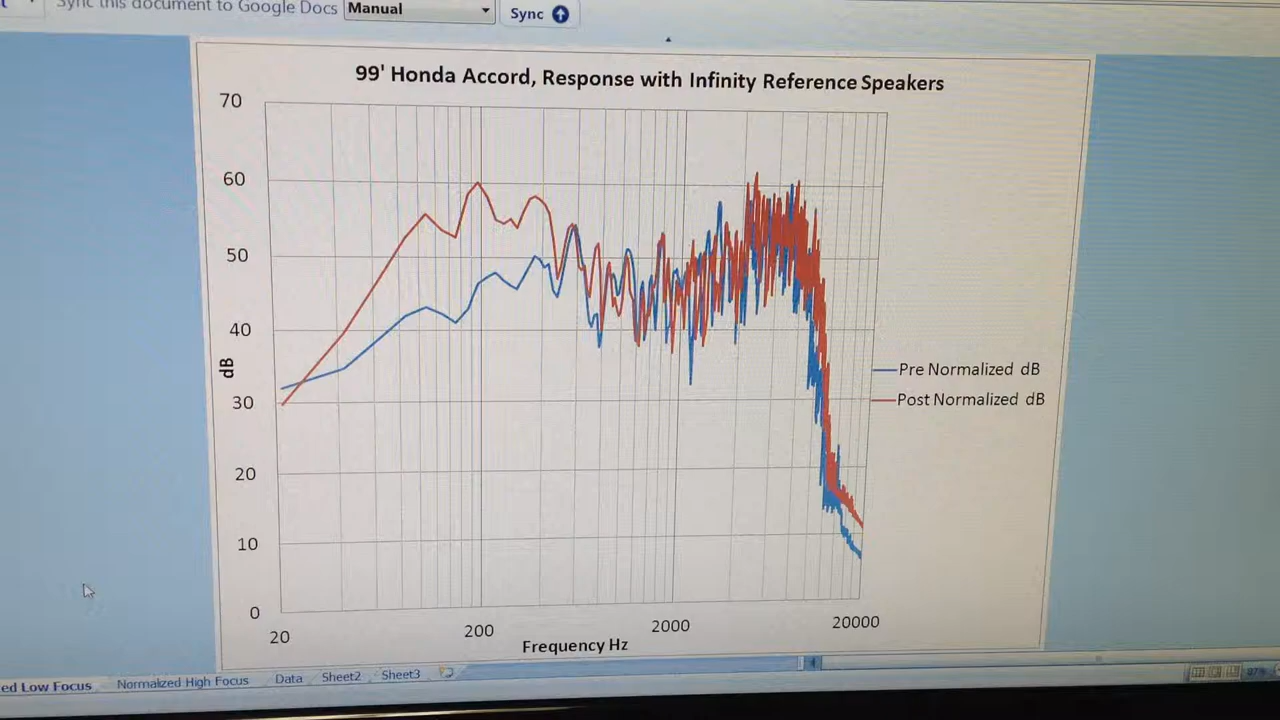 Sync this document to Google Docs Manual Sync
99' Honda Accord, Response with Infinity Reference Speakers
70
60
50
40
30
20
10
0
dB
Pre Normalized dB
Post Normalized dB
20 200 2000 20000
Frequency Hz
ed Low Focus Normalized High Focus Data Sheet2 Sheet3
97%